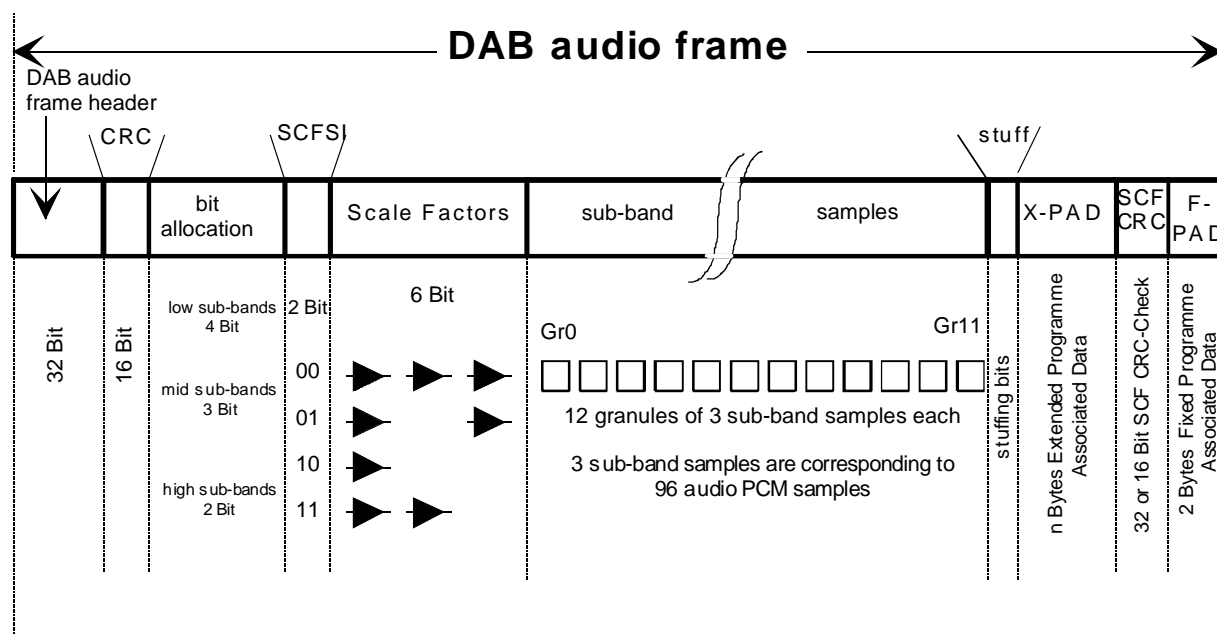 DAB audio frame
DAB audio
frame header
CRC
SCFSI
stuff
bit
allocation
Scale Factors
sub-band
samples
X-PAD
SCF
CRC
F-
PAD
32 Bit
16 Bit
low sub-bands
4 Bit
mid sub-bands
3 Bit
high sub-bands
2 Bit
2 Bit
00
01
10
11
6 Bit
Gr0
Gr11
12 granules of 3 sub-band samples each
3 sub-band samples are corresponding to
96 audio PCM samples
stuffing bits
n Bytes Extended Programme
Associated Data
32 or 16 Bit SCF CRC-Check
2 Bytes Fixed Programme
Associated Data